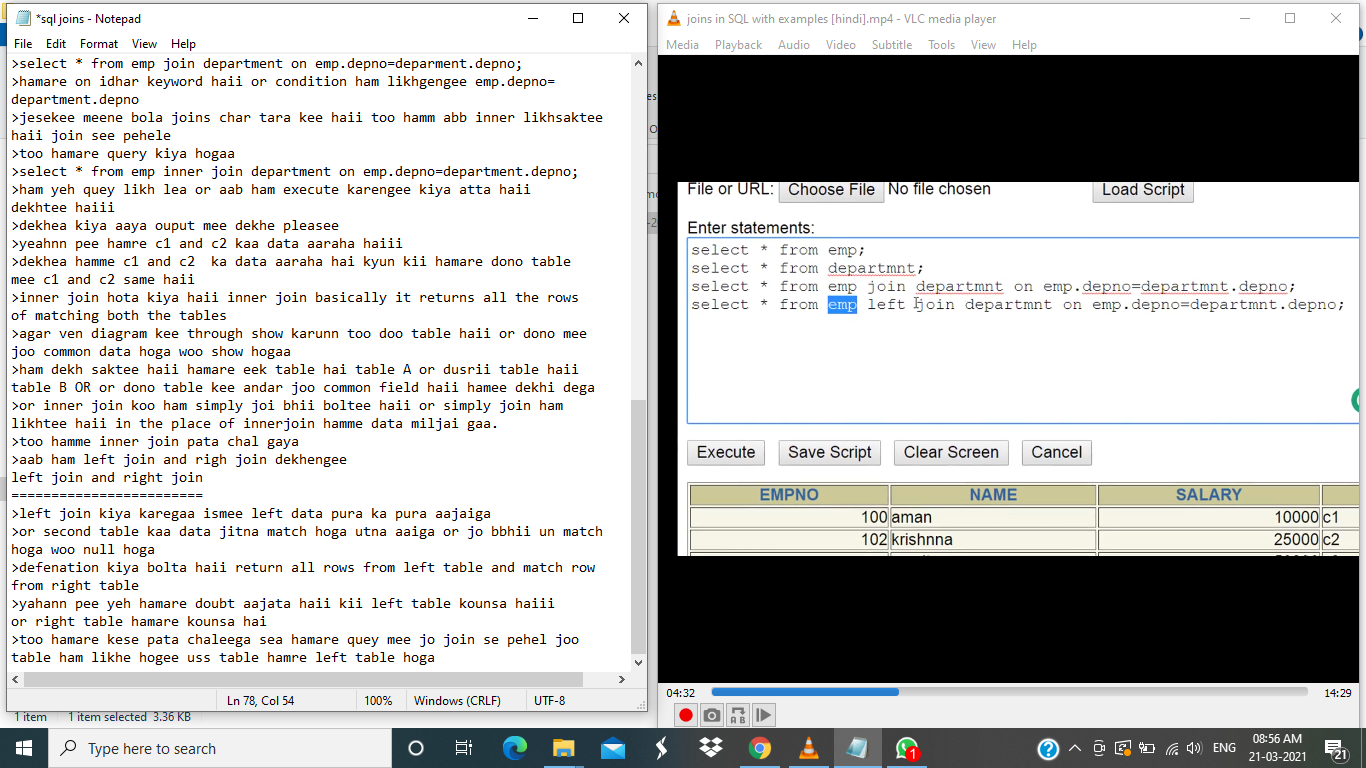 *sql joins - Notepad
File Edit Format View Help
>select * from emp join department on emp.depno=deparment.depno;
>hamare on idhar keyword haii or condition ham likhgengee emp.depno=
department.depno
>jesekee meene bola joins char tara kee haii too hamm abb inner likhsaktee
haii join see pehele
>too hamare query kiya hogaa
>select * from emp inner join department on emp.depno=department.depno;
>ham yeh quey likh lea or aab ham execute karengee kiya atta haii
dekhtee haiii
>dekhea kiya aaya ouput mee dekhe pleasee
>yeahnn pee hamre c1 and c2 kaa data aaraha haiii
>dekhea hamme c1 and c2  ka data aaraha hai kyun kii hamare dono table
mee c1 and c2 same haii
>inner join hota kiya haii inner join basically it returns all the rows
of matching both the tables
>agar ven diagram kee through show karunn too doo table haii or dono mee
joo common data hoga woo show hogaa
>ham dekh saktee haii hamare eek table hai table A or dusrii table haii
table B OR or dono table kee andar joo common field haii hamee dekhi dega
>or inner join koo ham simply joi bhii boltee haii or simply join ham
likhtee haii in the place of innerjoin hamme data miljai gaa.
>too hamme inner join pata chal gaya
>aab ham left join and righ join dekhengee
left join and right join
========================
>left join kiya karegaa ismee left data pura ka pura aajaiga
>or second table kaa data jitna match hoga utna aaiga or jo bbhii un match
hoga woo null hoga
>defenation kiya bolta haii return all rows from left table and match row
from right table
>yahann pee yeh hamare doubt aajata haii kii left table kounsa haiii
or right table hamare kounsa hai
>too hamare kese pata chaleega sea hamare quey mee jo join se pehel joo
table ham likhe hogee uss table hamre left table hoga
Ln 78, Col 54 100% Windows (CRLF) UTF-8
1 item 1 item selected 3.36 KB
joins in SQL with examples [hindi].mp4 - VLC media player
Media Playback Audio Video Subtitle Tools View Help
File or URL: Choose File No file chosen Load Script
Enter statements:
select * from emp;
select * from departmnt;
select * from emp join departmnt on emp.depno=departmnt.depno;
select * from emp left join departmnt on emp.depno=departmnt.depno;
Execute Save Script Clear Screen Cancel
EMPNO NAME SALARY
100 aman 10000 c1
102 krishnna 25000 c2
04:32 14:29
Type here to search
1
ENG
08:56 AM
21-03-2021
21